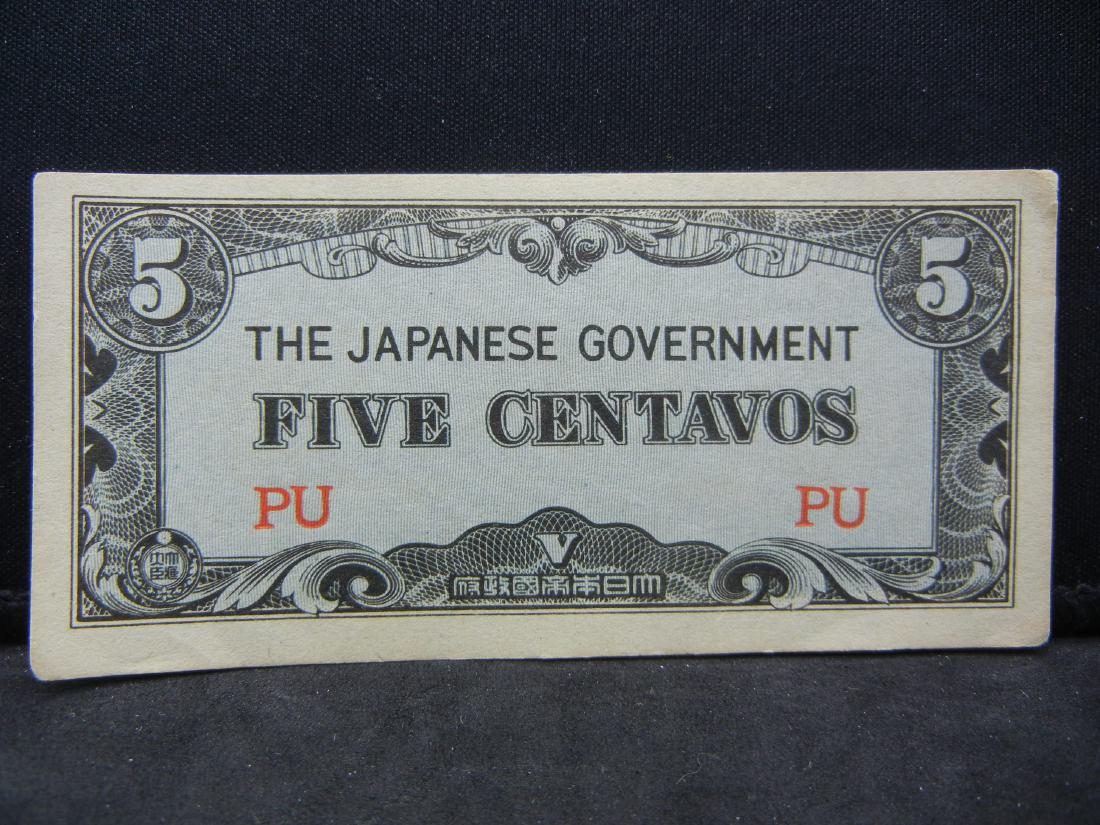 5 5
THE JAPANESE GOVERNMENT
FIVE CENTAVOS
PU PU
V
府政國帝本日大